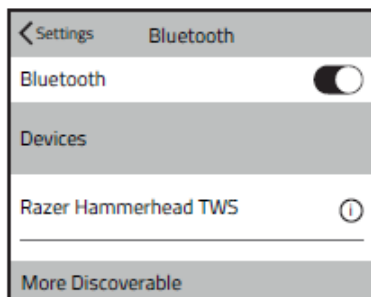 Settings Bluetooth
Bluetooth
Devices
Razer Hammerhead TWS
More Discoverable